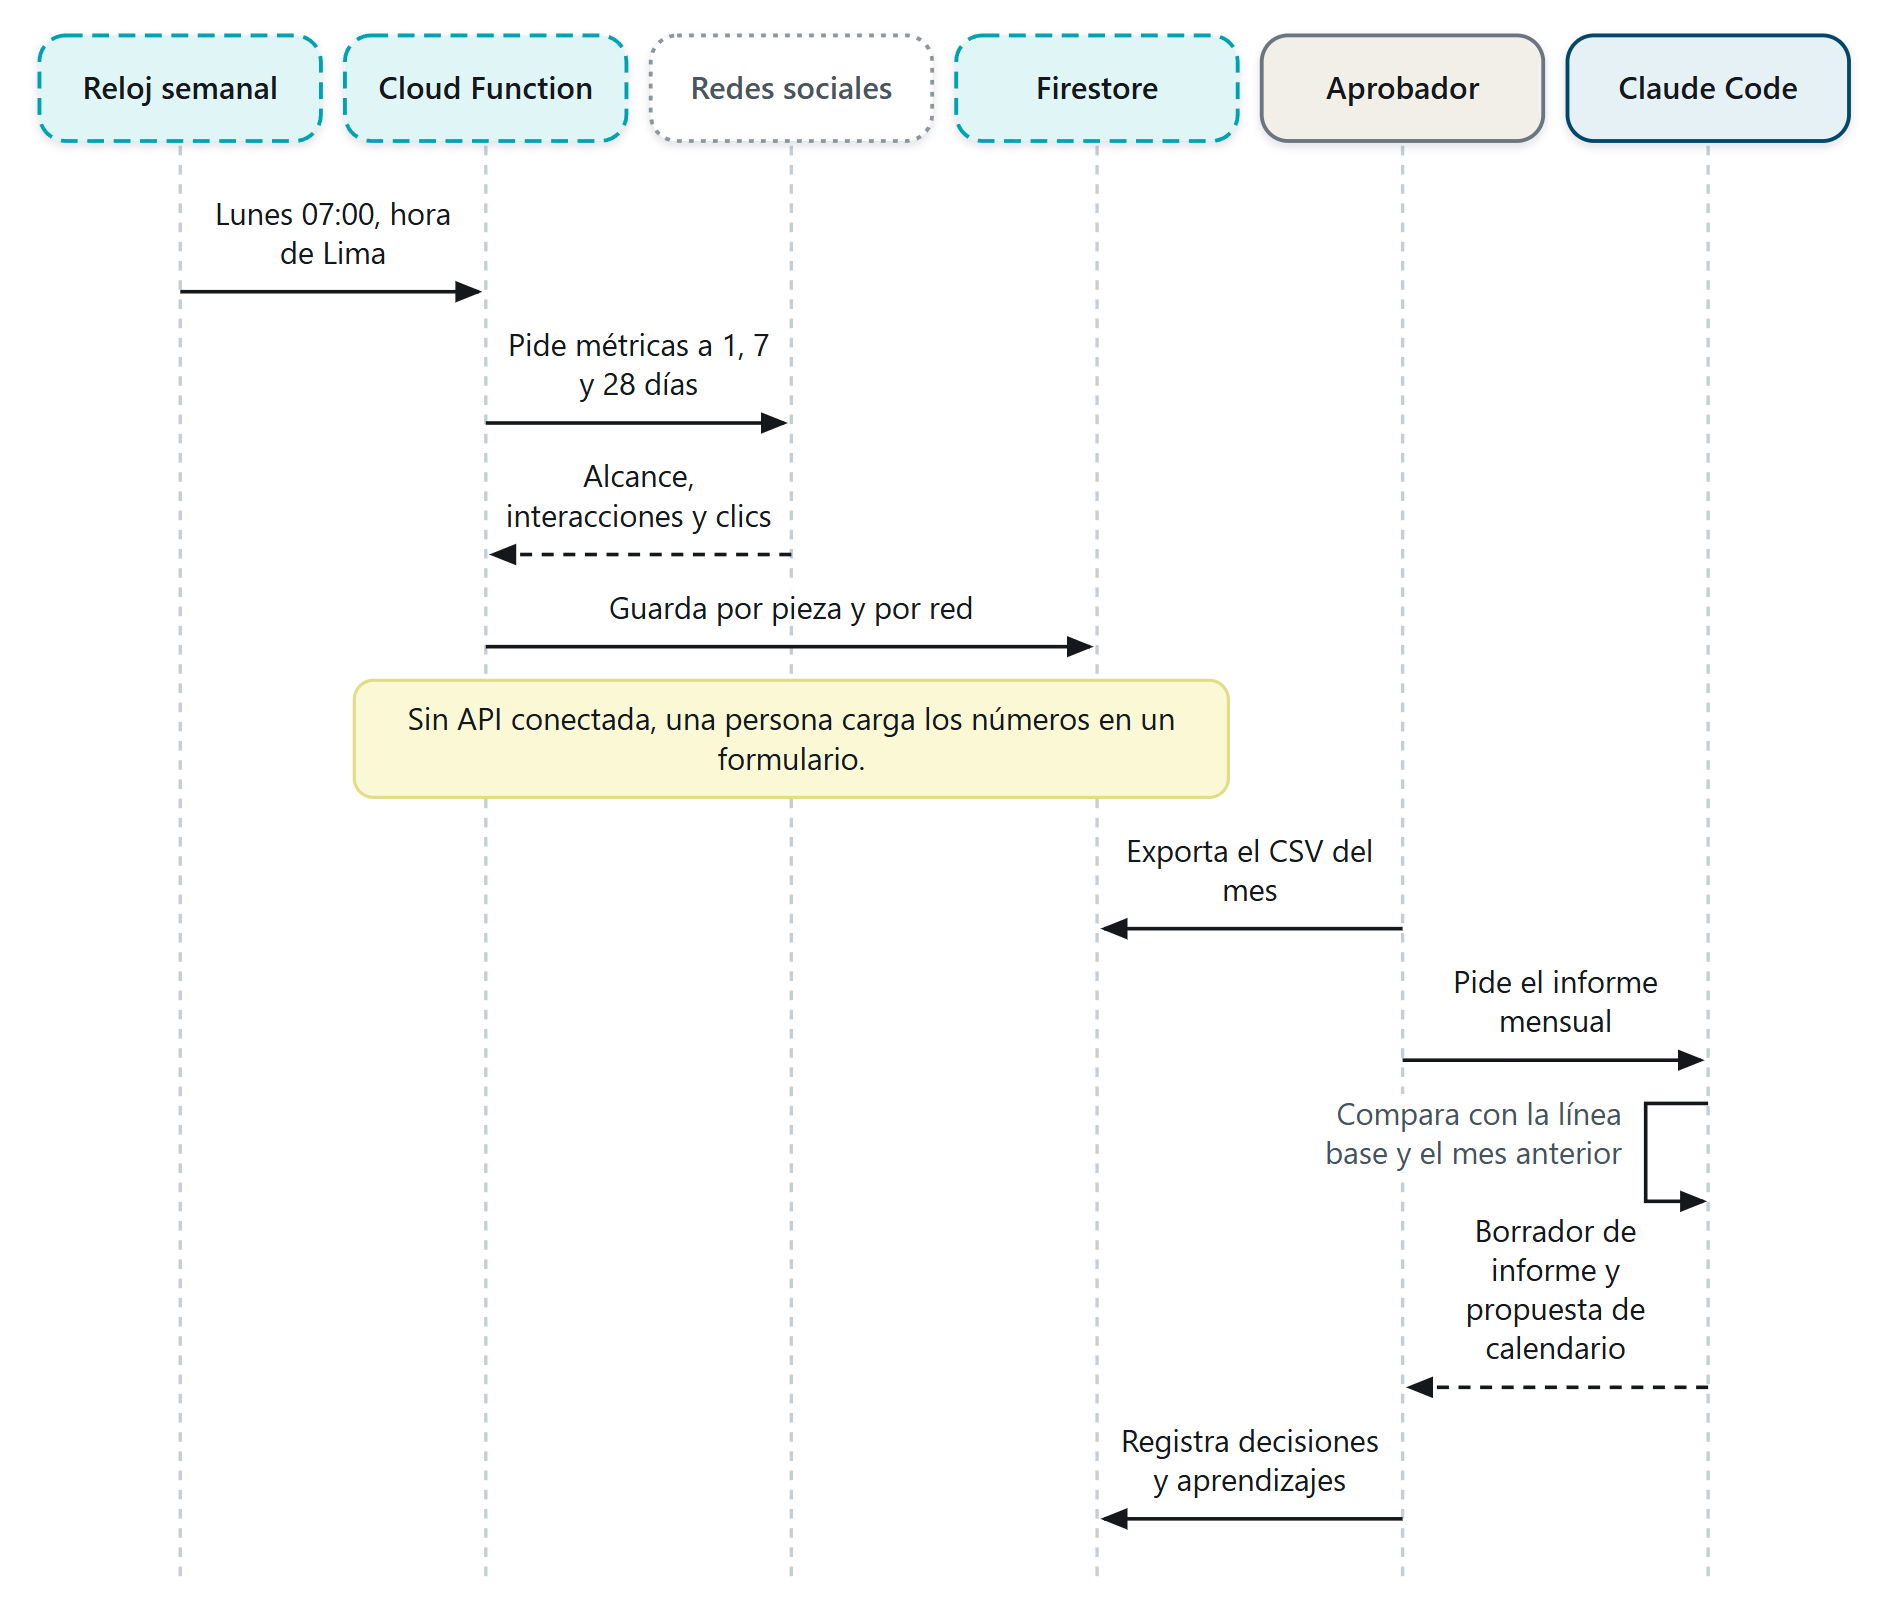 Reloj semanal
Cloud Function
Redes sociales
Firestore
Aprobador
Claude Code
Lunes 07:00, hora
de Lima
Pide métricas a 1, 7
y 28 días
Alcance,
interacciones y clics
Guarda por pieza y por red
Sin API conectada, una persona carga los números en un
formulario.
Exporta el CSV del
mes
Pide el informe
mensual
Compara con la línea
base y el mes anterior
Borrador de
informe y
propuesta de
calendario
Registra decisiones
y aprendizajes